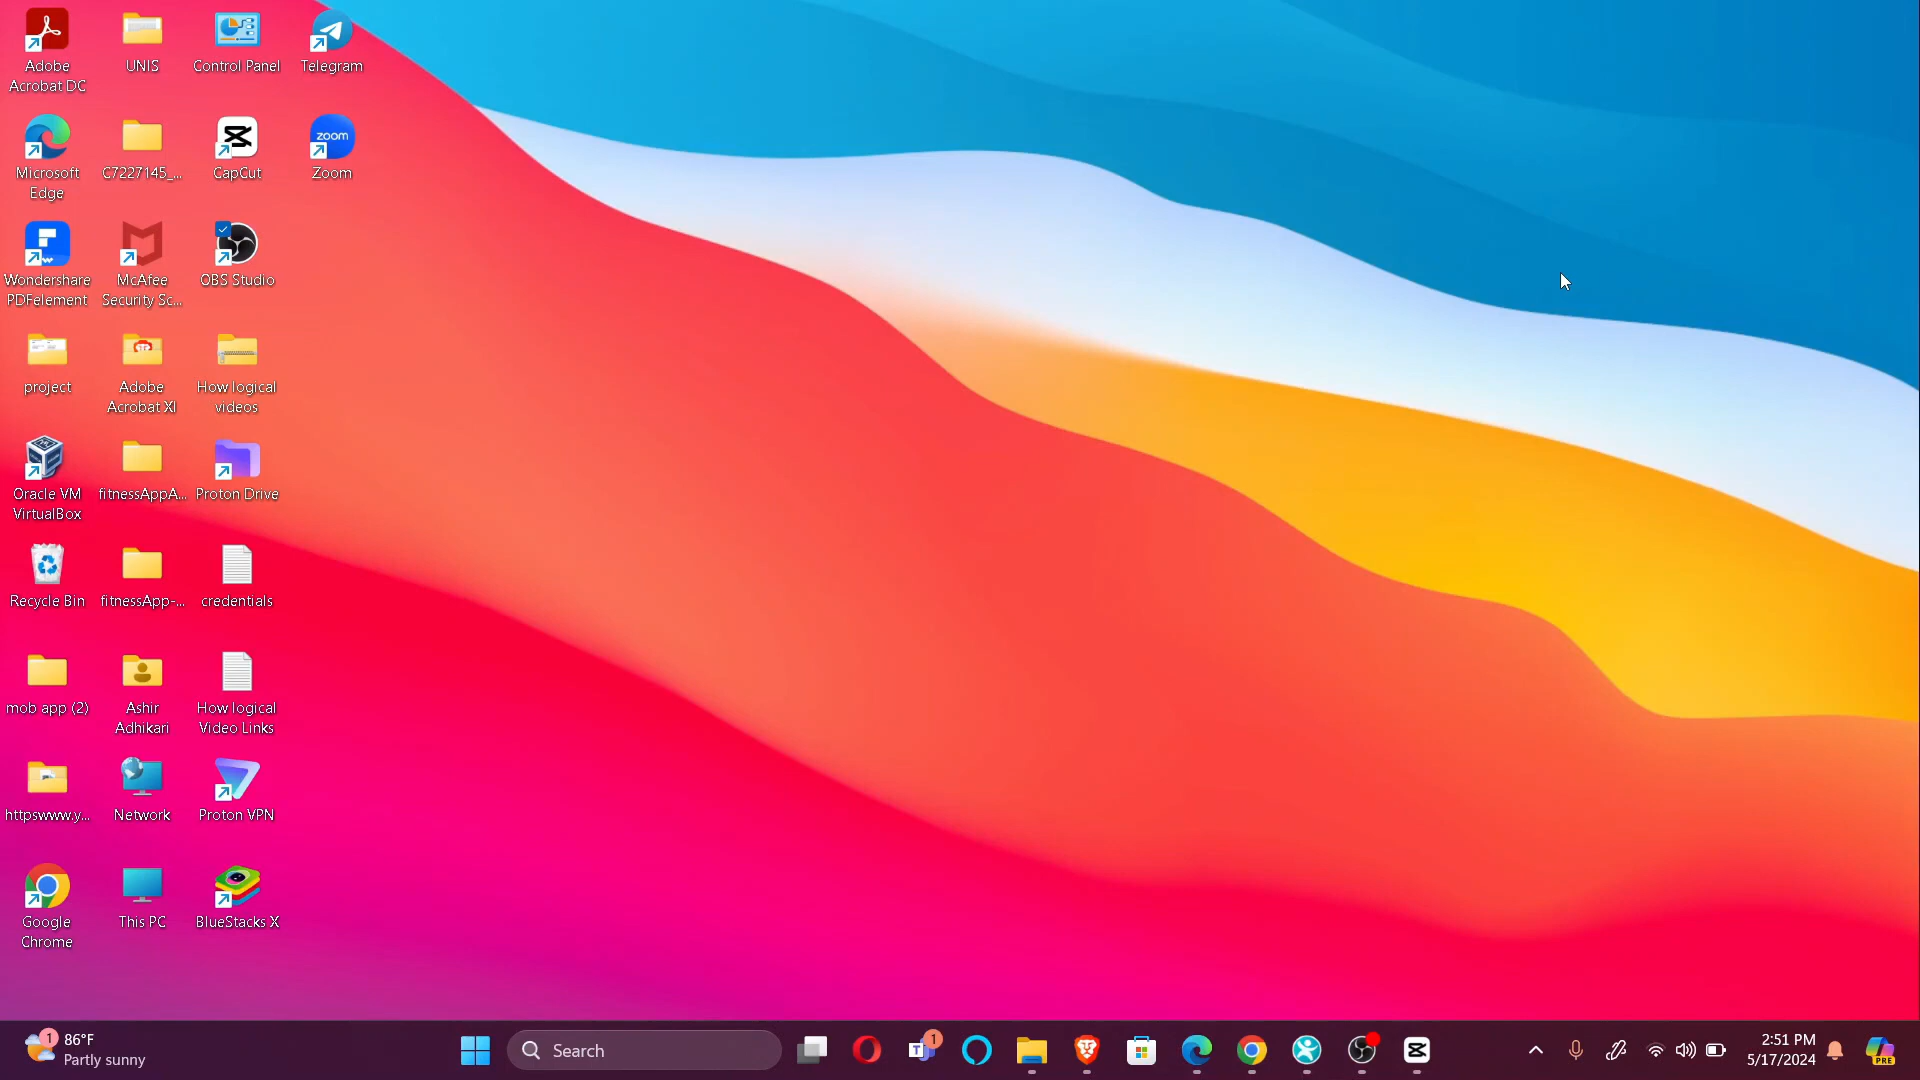 Adobe
Acrobat DC
UNIS
Control Panel
Telegram
Microsoft
Edge
C7227145_...
CapCut
zoom
Zoom
Wondershare
PDFelement
McAfee
Security Sc...
OBS Studio
project
Adobe
Acrobat XI
How logical
videos
Oracle VM
VirtualBox
fitnessAppA...
Proton Drive
Recycle Bin
fitnessApp-...
credentials
mob app (2)
Ashir
Adhikari
How logical
Video Links
httpswww.y...
Network
Proton VPN
Google
Chrome
This PC
BlueStacks X
1
86°F
Partly sunny
Search
T
1
2:51 PM
5/17/2024
PRE